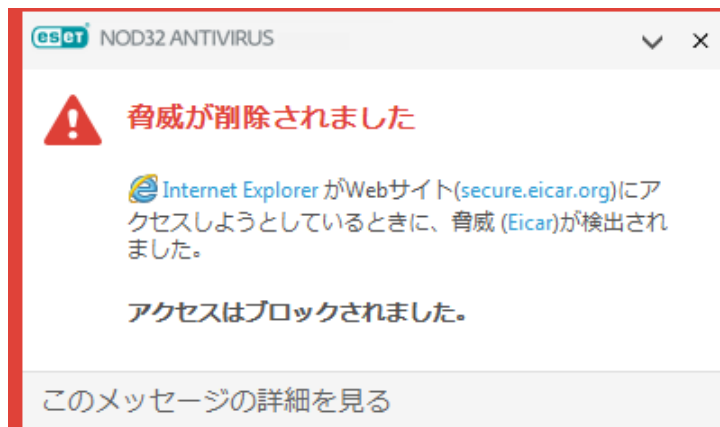 eset NOD32 ANTIVIRUS
脅威が削除されました
Internet Explorer がWebサイト(secure.eicar.org)にア
クセスしようとしているときに、脅威 (Eicar)が検出され
ました。
アクセスはブロックされました。
このメッセージの詳細を見る